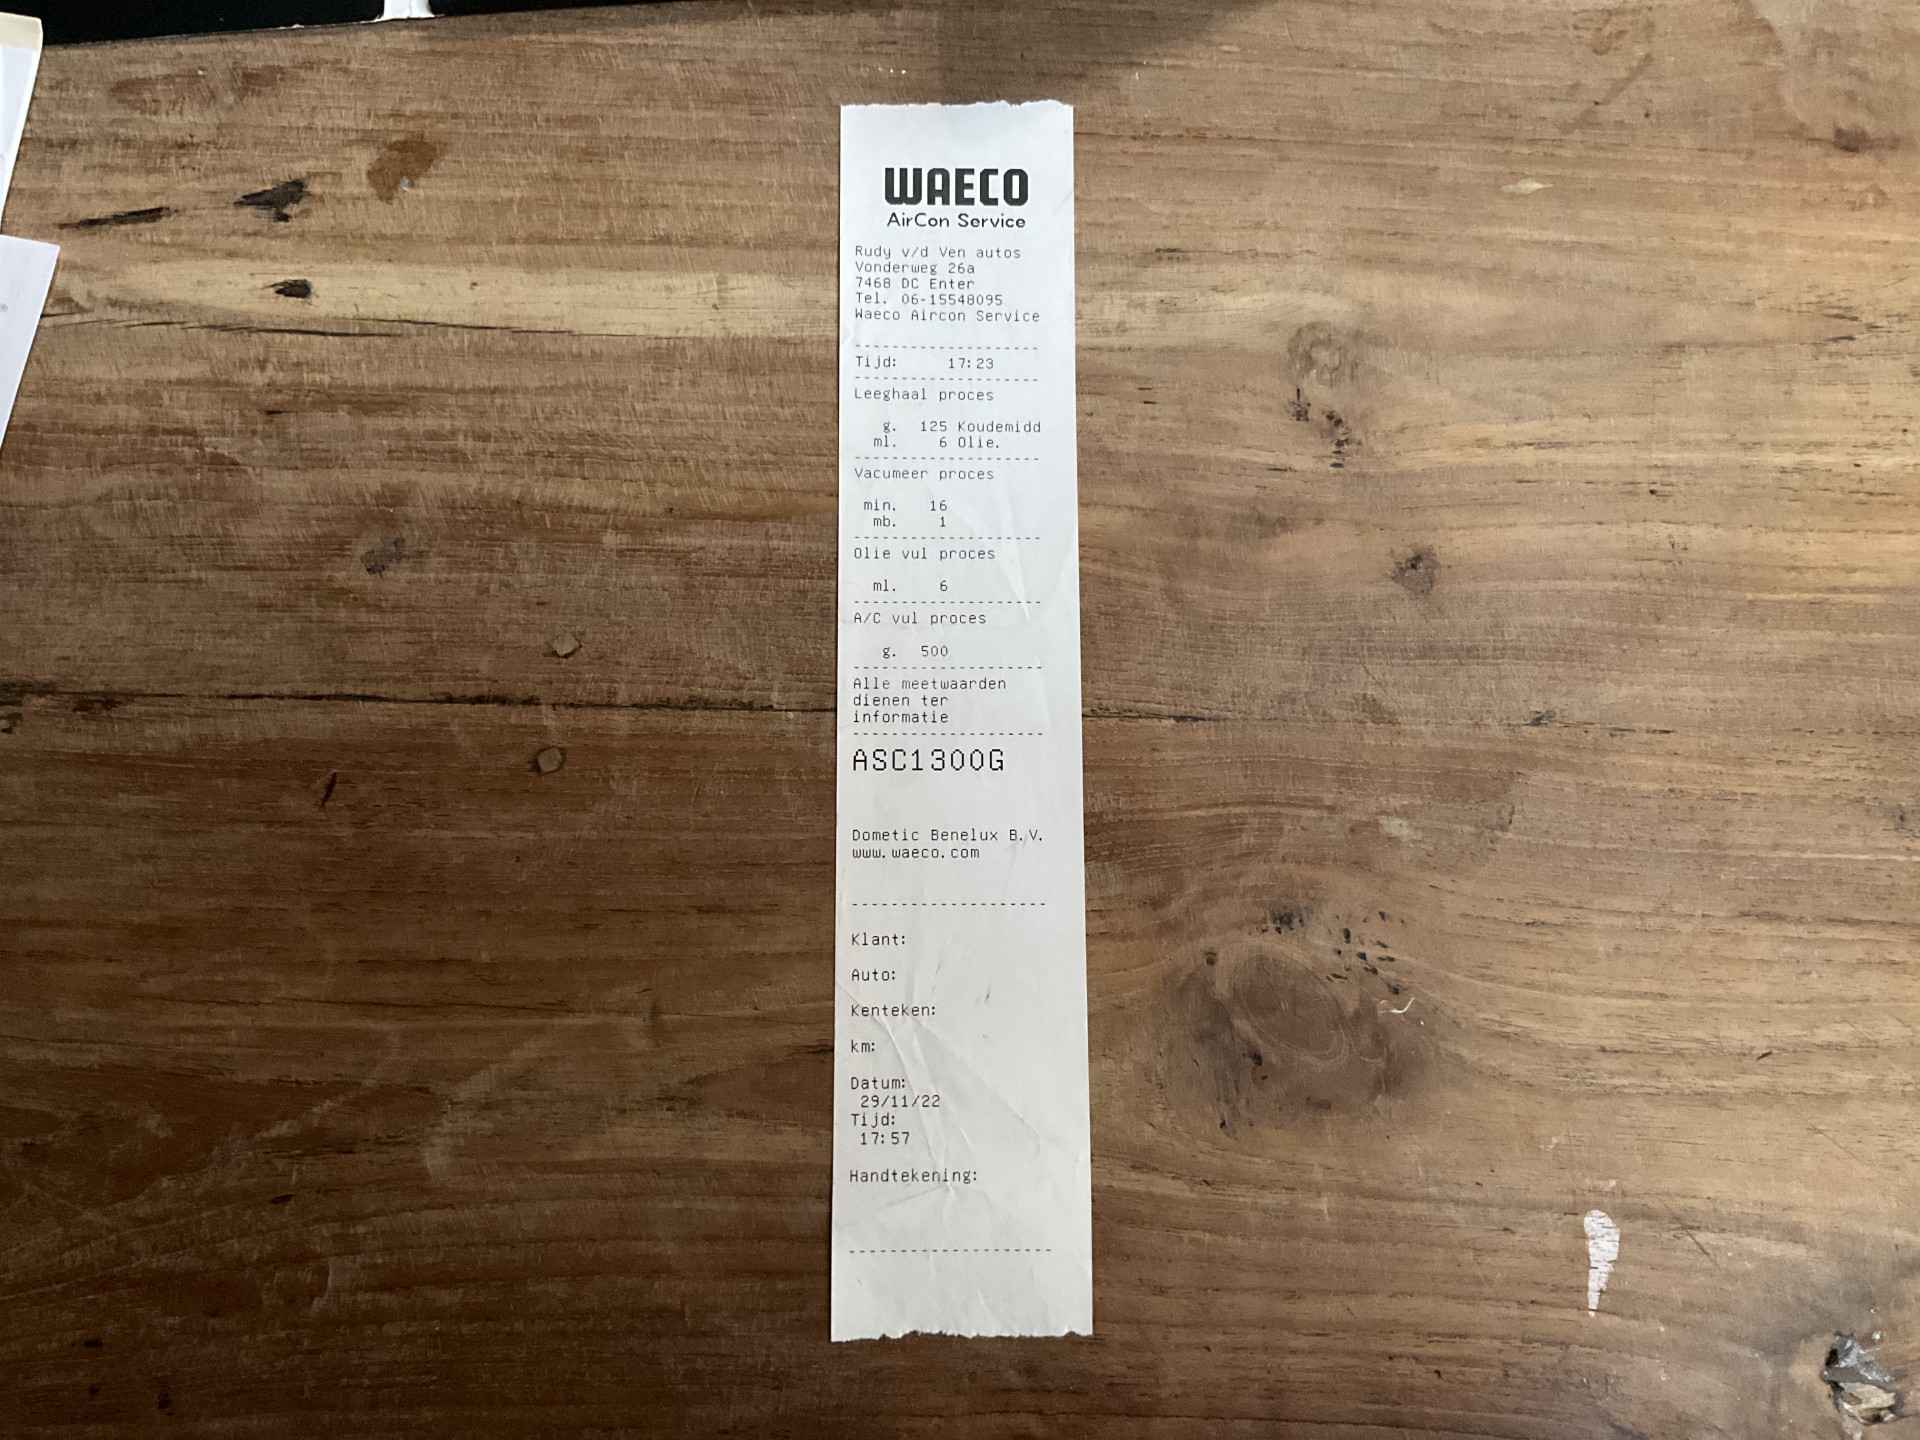 WAECO
AirCon Service
Rudy v/d Ven autos
Vonderweg 26a
7468 DC Enter
Tel. 06-15548095
Waeco Aircon Service
--------------------
Tijd: 17:23
--------------------
Leeghaal proces
g. 125 Koudemidd
ml. 6 Olie.
--------------------
Vacumeer proces
min. 16
mb. 1
--------------------
Olie vul proces
ml. 6
--------------------
A/C vul proces
g. 500
--------------------
Alle meetwaarden
dienen ter
informatie
--------------------
ASC1300G
Dometic Benelux B.V.
www.waeco.com
--------------------
Klant:
Auto:
Kenteken:
km:
Datum:
29/11/22
Tijd:
17:57
Handtekening:
--------------------